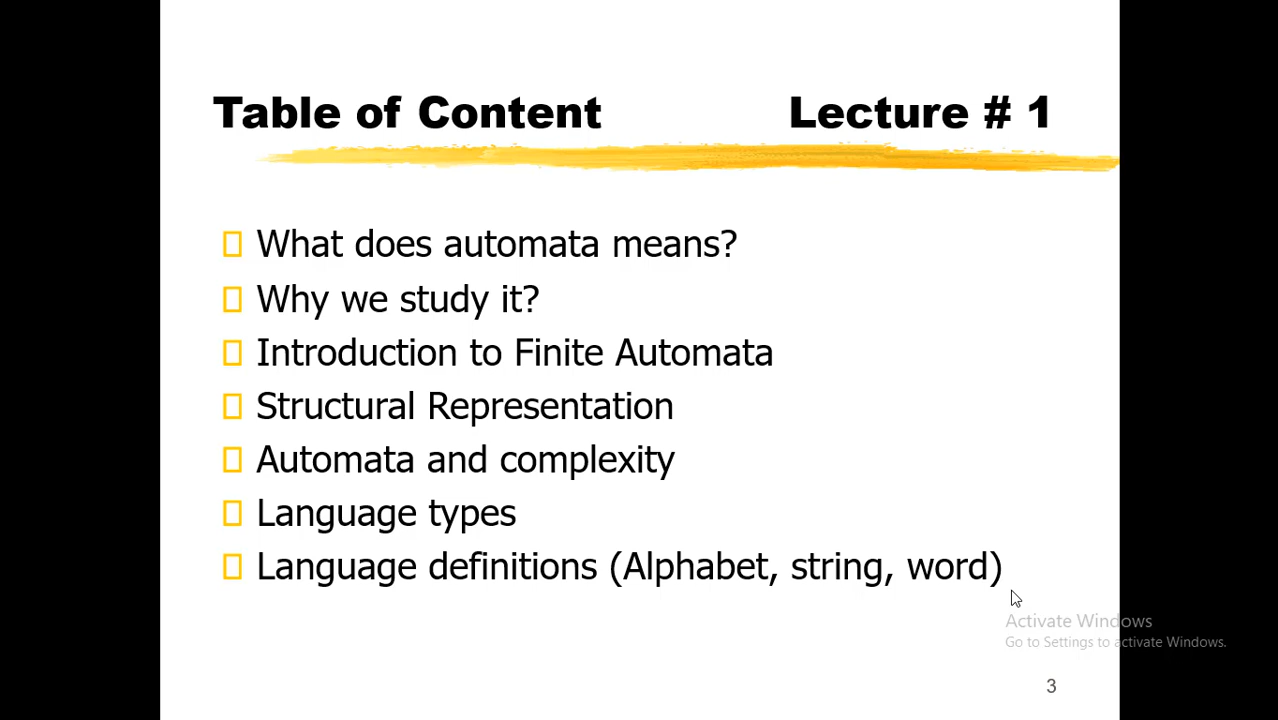 Table of Content Lecture # 1
What does automata means?
Why we study it?
Introduction to Finite Automata
Structural Representation
Automata and complexity
Language types
Language definitions (Alphabet, string, word)
Activate Windows
Go to Settings to activate Windows.
3